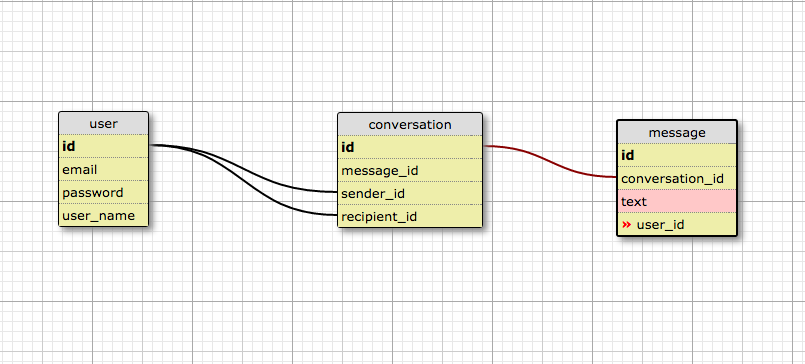 user
id
email
password
user_name
conversation
id
message_id
sender_id
recipient_id
message
id
conversation_id
text
» user_id